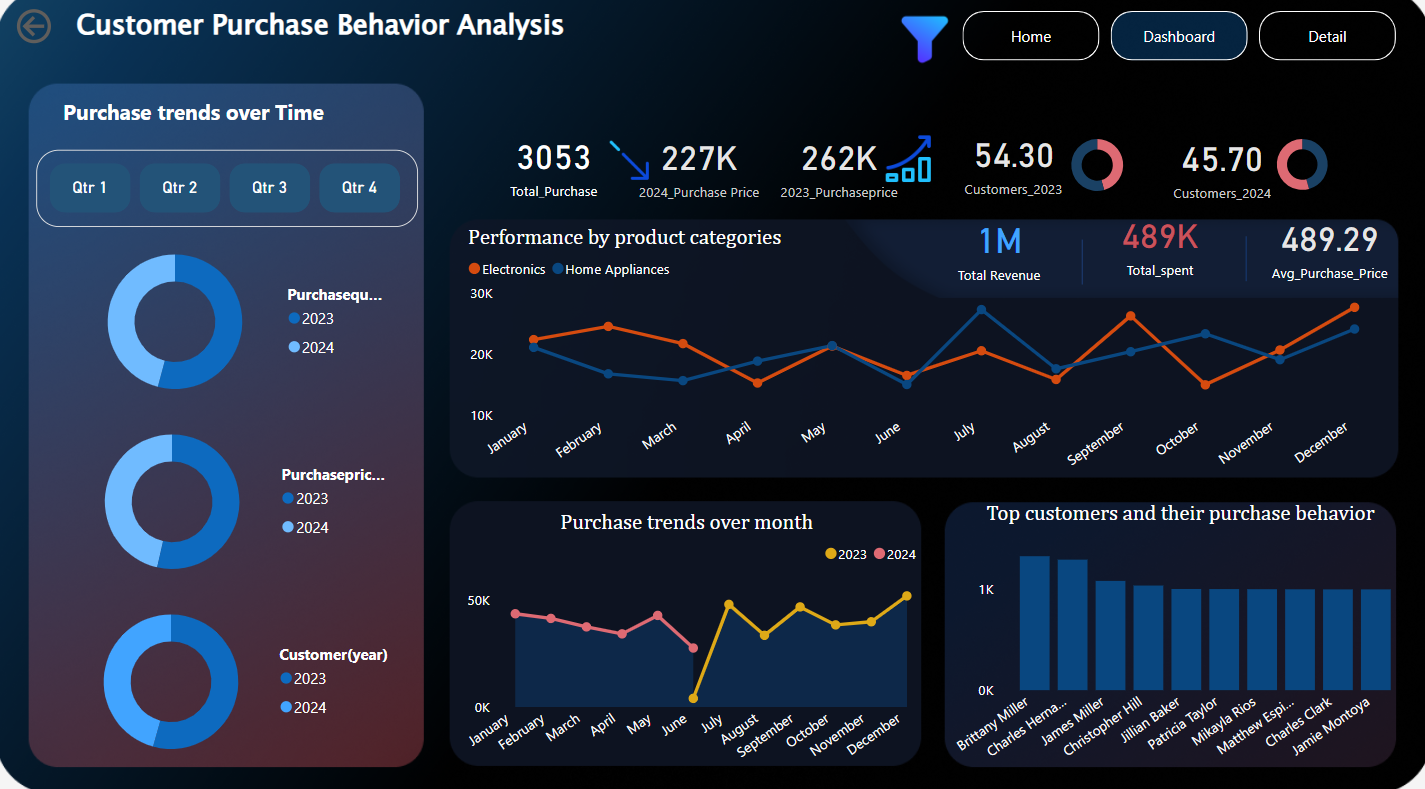 Customer Purchase Behavior Analysis
Home
Dashboard
Detail
Purchase trends over Time
Qtr 1
Qtr 2
Qtr 3
Qtr 4
Purchasequ...
2023
2024
Purchasepric...
2023
2024
Customer(year)
2023
2024
3053
Total_Purchase
227K
2024_Purchase Price
262K
2023_Purchaseprice
54.30
Customers_2023
45.70
Customers_2024
Performance by product categories
Electronics
Home Appliances
1M
Total Revenue
489K
Total_spent
489.29
Avg_Purchase_Price
30K
20K
10K
January
February
March
April
May
June
July
August
September
October
November
December
Purchase trends over month
2023
2024
50K
0K
January
February
March
April
May
June
July
August
September
October
November
December
Top customers and their purchase behavior
1K
0K
Brittany Miller
Charles Herna...
James Miller
Christopher Hill
Jillian Baker
Patricia Taylor
Mikayla Rios
Matthew Espi...
Charles Clark
Jamie Montoya